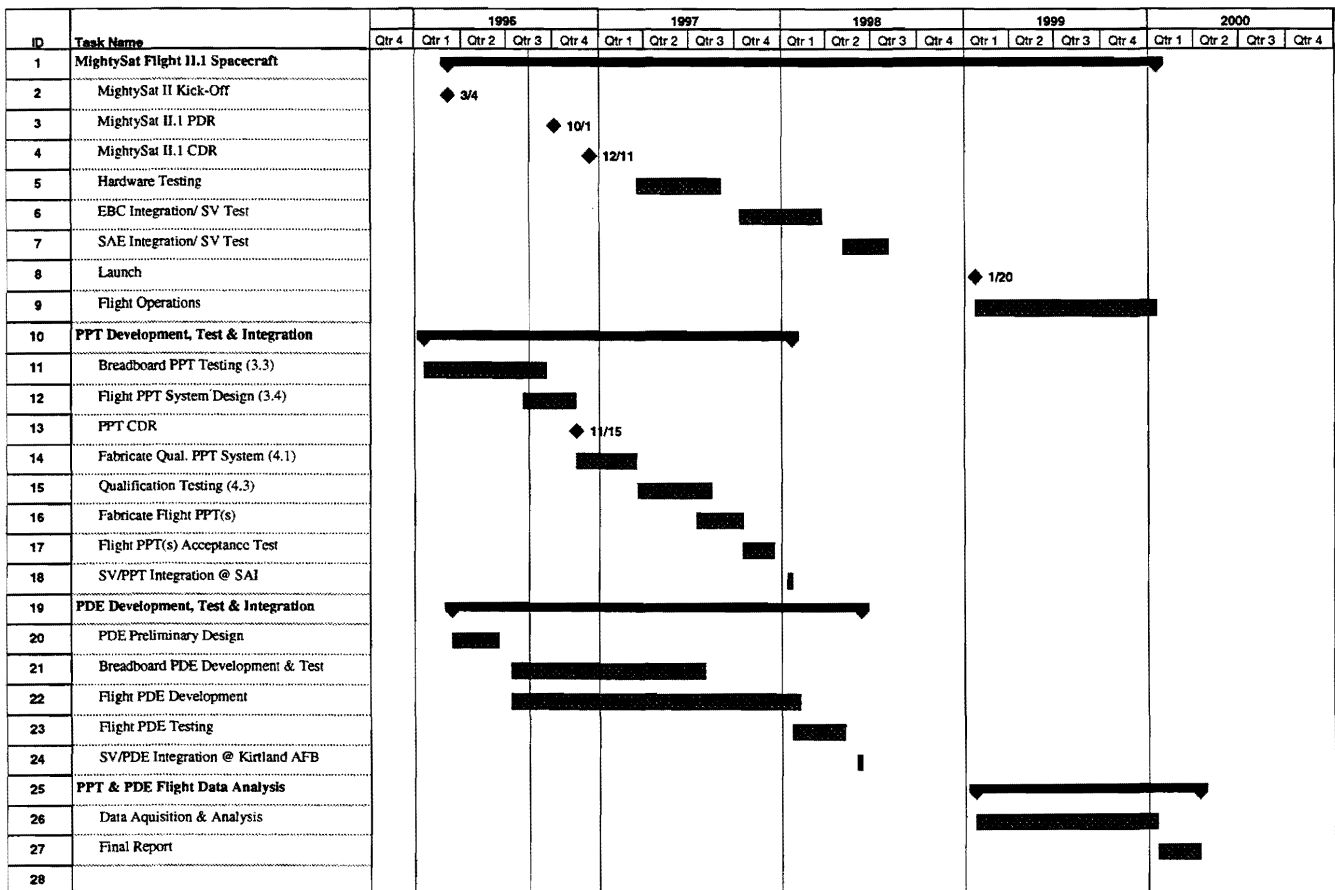 1996 1997 1998 1999 2000
ID Task Name Qtr 4 Qtr 1 Qtr 2 Qtr 3 Qtr 4 Qtr 1 Qtr 2 Qtr 3 Qtr 4 Qtr 1 Qtr 2 Qtr 3 Qtr 4 Qtr 1 Qtr 2 Qtr 3 Qtr 4 Qtr 1 Qtr 2 Qtr 3 Qtr 4
1 MightySat Flight II.1 Spacecraft
2 MightySat II Kick-Off 3/4
3 MightySat II.1 PDR 10/1
4 MightySat II.1 CDR 12/11
5 Hardware Testing
6 EBC Integration/ SV Test
7 SAE Integration/ SV Test
8 Launch 1/20
9 Flight Operations
10 PPT Development, Test & Integration
11 Breadboard PPT Testing (3.3)
12 Flight PPT System Design (3.4)
13 PPT CDR 11/15
14 Fabricate Qual. PPT System (4.1)
15 Qualification Testing (4.3)
16 Fabricate Flight PPT(s)
17 Flight PPT(s) Acceptance Test
18 SV/PPT Integration @ SAI
19 PDE Development, Test & Integration
20 PDE Preliminary Design
21 Breadboard PDE Development & Test
22 Flight PDE Development
23 Flight PDE Testing
24 SV/PDE Integration @ Kirtland AFB
25 PPT & PDE Flight Data Analysis
26 Data Aquisition & Analysis
27 Final Report
28